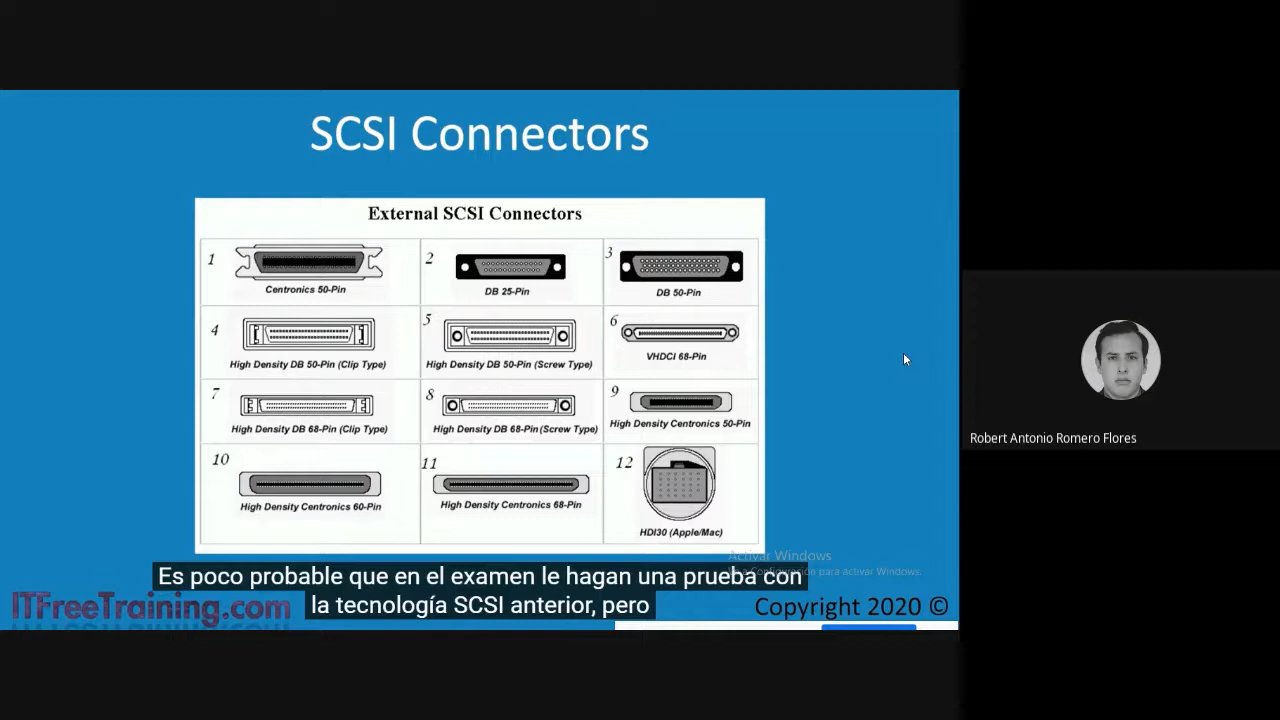 SCSI Connectors
External SCSI Connectors
1
Centronics 50-Pin
2
DB 25-Pin
3
DB 50-Pin
4
High Density DB 50-Pin (Clip Type)
5
High Density DB 50-Pin (Screw Type)
6
VHDCI 68-Pin
7
High Density DB 68-Pin (Clip Type)
8
High Density DB 68-Pin (Screw Type)
9
High Density Centronics 50-Pin
10
High Density Centronics 60-Pin
11
High Density Centronics 68-Pin
12
HDI30 (Apple/Mac)
Activar Windows
Ve a Configuración para activar Windows.
Es poco probable que en el examen le hagan una prueba con
la tecnología SCSI anterior, pero
ITFreeTraining.com
Copyright 2020 ©
Robert Antonio Romero Flores